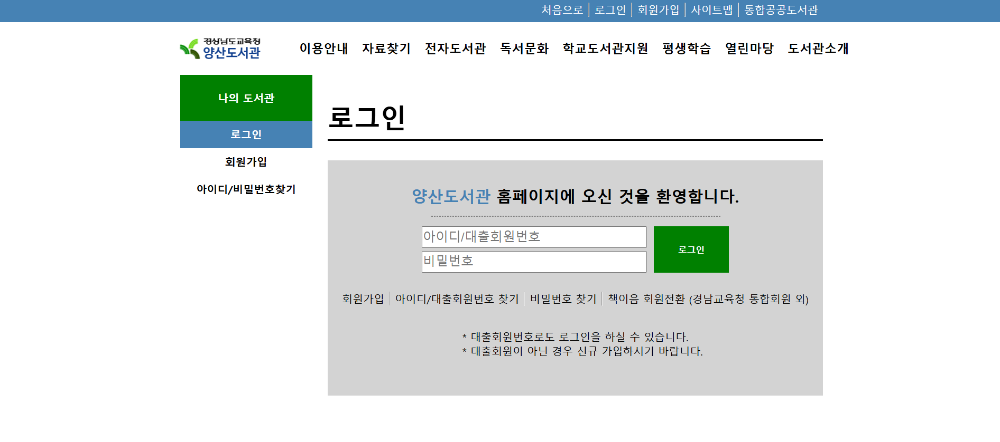 처음으로 로그인 회원가입 사이트맵 통합공공도서관
경상남도교육청
양산도서관
이용안내 자료찾기 전자도서관 독서문화 학교도서관지원 평생학습 열린마당 도서관소개
나의 도서관
로그인
회원가입
아이디/비밀번호찾기
로그인
양산도서관 홈페이지에 오신 것을 환영합니다.
아이디/대출회원번호
비밀번호
로그인
회원가입 아이디/대출회원번호 찾기 비밀번호 찾기 책이음 회원전환 (경남교육청 통합회원 외)
* 대출회원번호로도 로그인을 하실 수 있습니다.
* 대출회원이 아닌 경우 신규 가입하시기 바랍니다.